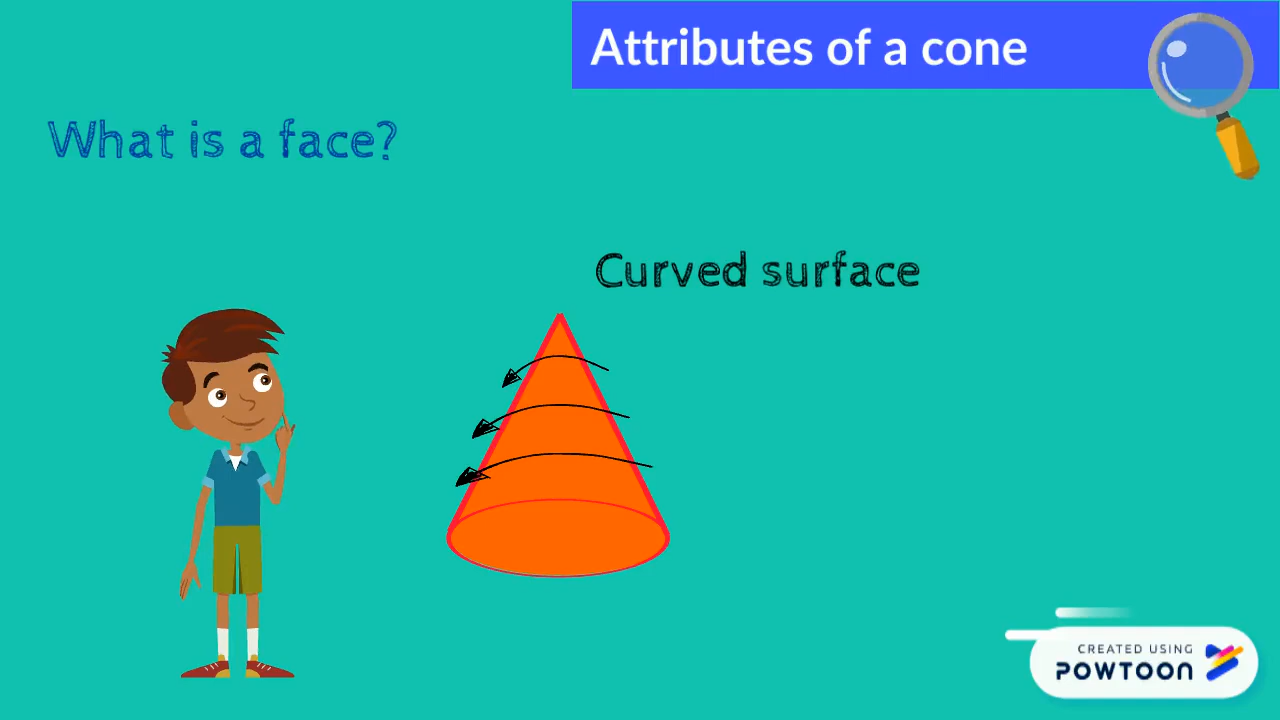 Attributes of a cone
What is a face?
Curved surface
CREATED USING
POWTOON